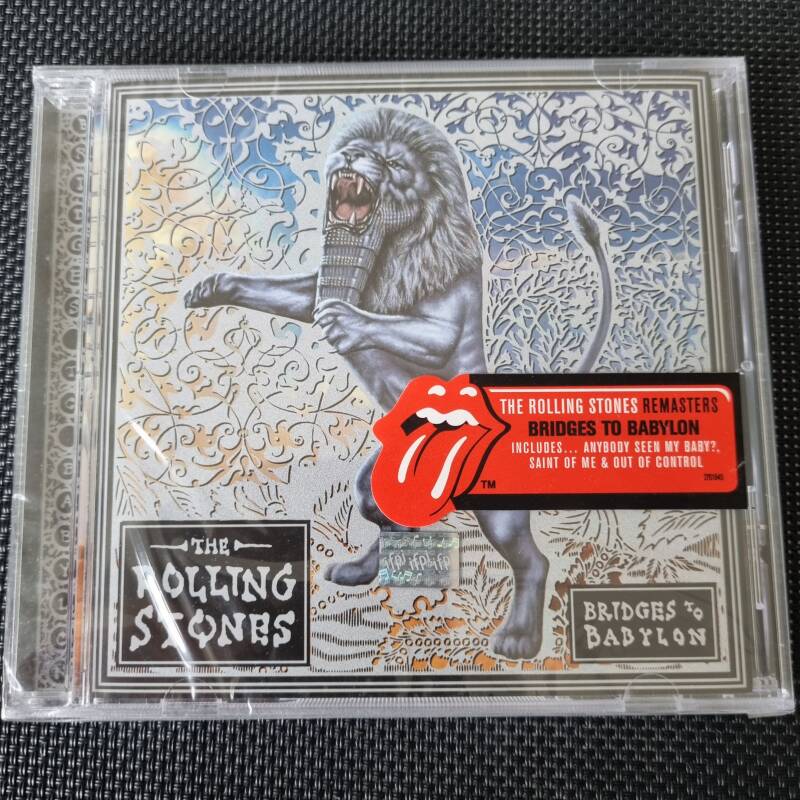 THE ROLLING STONES REMASTERS
BRIDGES TO BABYLON
INCLUDES... ANYBODY SEEN MY BABY?,
SAINT OF ME & OUT OF CONTROL
TM
THE
ROLLING
STONES
BRIDGES TO
BABYLON